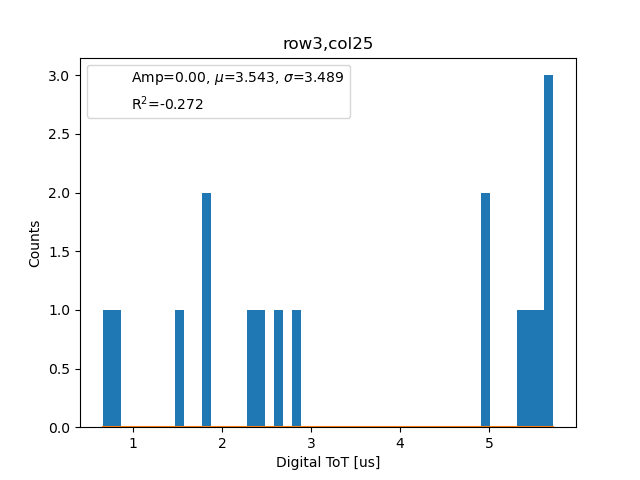 row3,col25
Amp=0.00, μ=3.543, σ=3.489
R²=-0.272
3.0
2.5
2.0
1.5
1.0
0.5
0.0
Counts
1 2 3 4 5
Digital ToT [us]